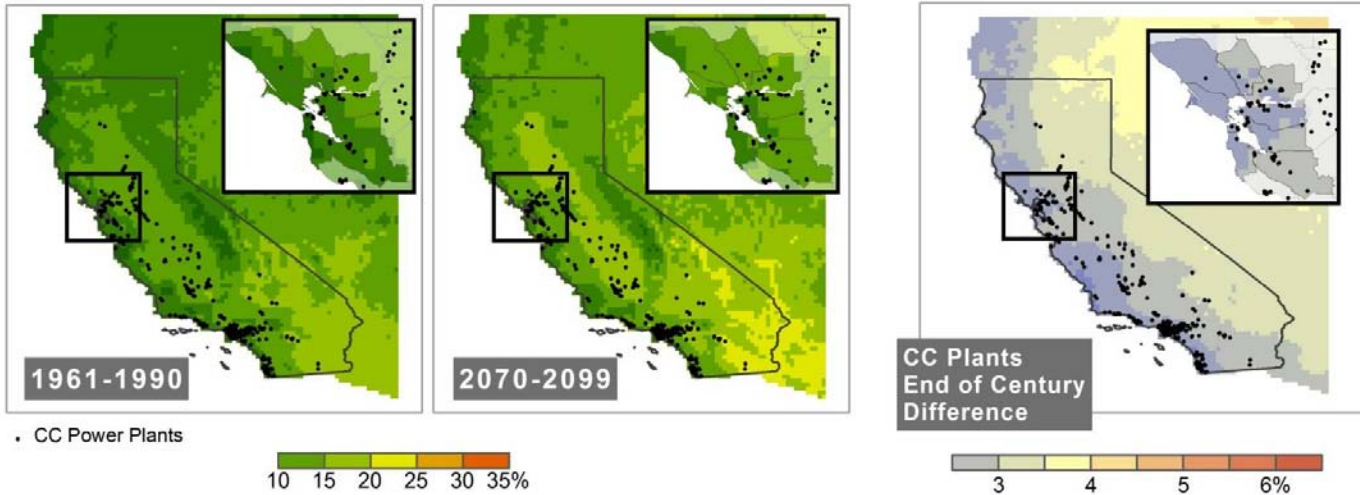 1961-1990
2070-2099
CC Plants
End of Century
Difference
. CC Power Plants
10 15 20 25 30 35%
3 4 5 6%